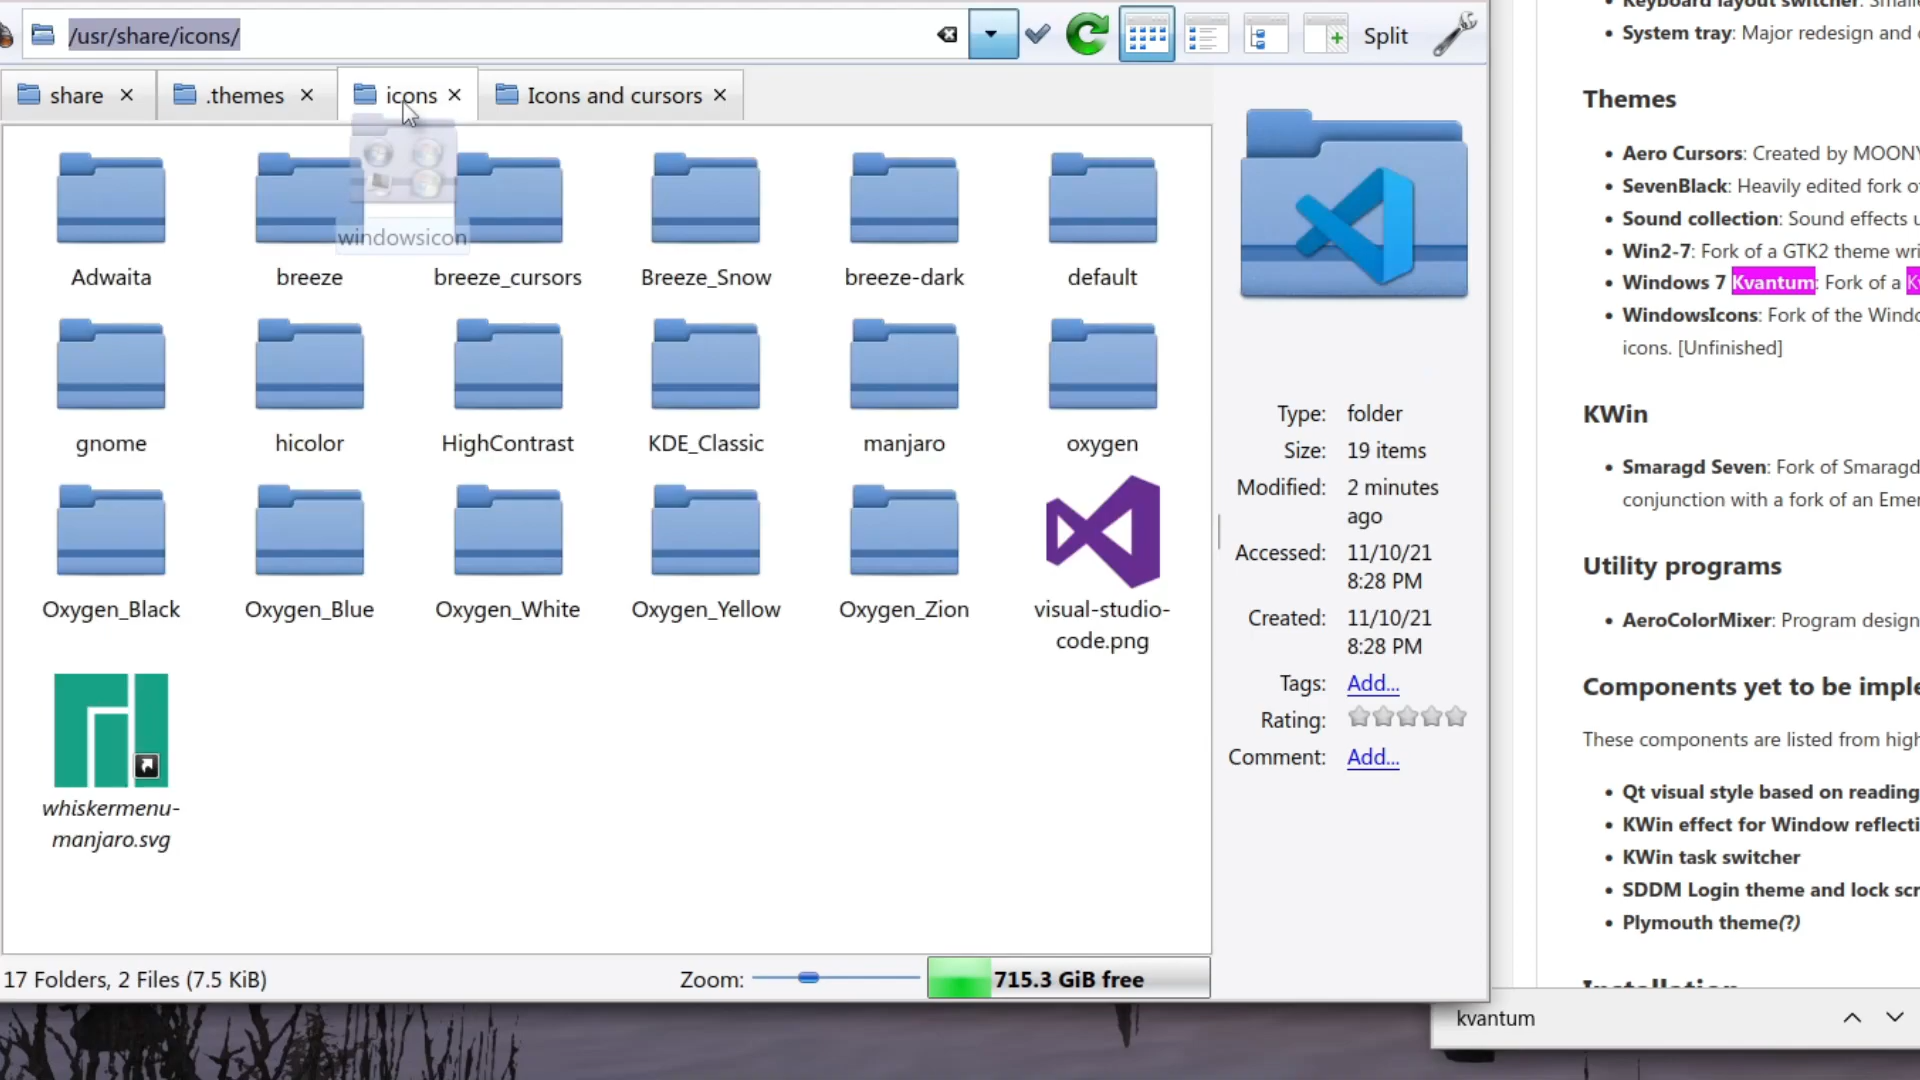 /usr/share/icons/
Split
share
.themes
icons
Icons and cursors
windowsicon
Adwaita
breeze
breeze_cursors
Breeze_Snow
breeze-dark
default
gnome
hicolor
HighContrast
KDE_Classic
manjaro
oxygen
Oxygen_Black
Oxygen_Blue
Oxygen_White
Oxygen_Yellow
Oxygen_Zion
visual-studio-
code.png
whiskermenu-
manjaro.svg
Type: folder
Size: 19 items
Modified: 2 minutes
ago
Accessed: 11/10/21
8:28 PM
Created: 11/10/21
8:28 PM
Tags: Add...
Rating:
Comment: Add...
17 Folders, 2 Files (7.5 KiB)
Zoom:
715.3 GiB free
Keyboard layout switcher:
System tray: Major redesign and
Themes
Aero Cursors: Created by
SevenBlack: Heavily edited fork
Sound collection: Sound effects
Win2-7: Fork of a GTK2 theme
Windows 7 Kvantum: Fork of a
WindowsIcons: Fork of the
icons. [Unfinished]
KWin
Smaragd Seven: Fork of Smaragd
conjunction with a fork of an
Utility programs
AeroColorMixer: Program
Components yet to be
These components are listed from
Qt visual style based on reading
KWin effect for Window
KWin task switcher
SDDM Login theme and lock
Plymouth theme(?)
Installation
kvantum